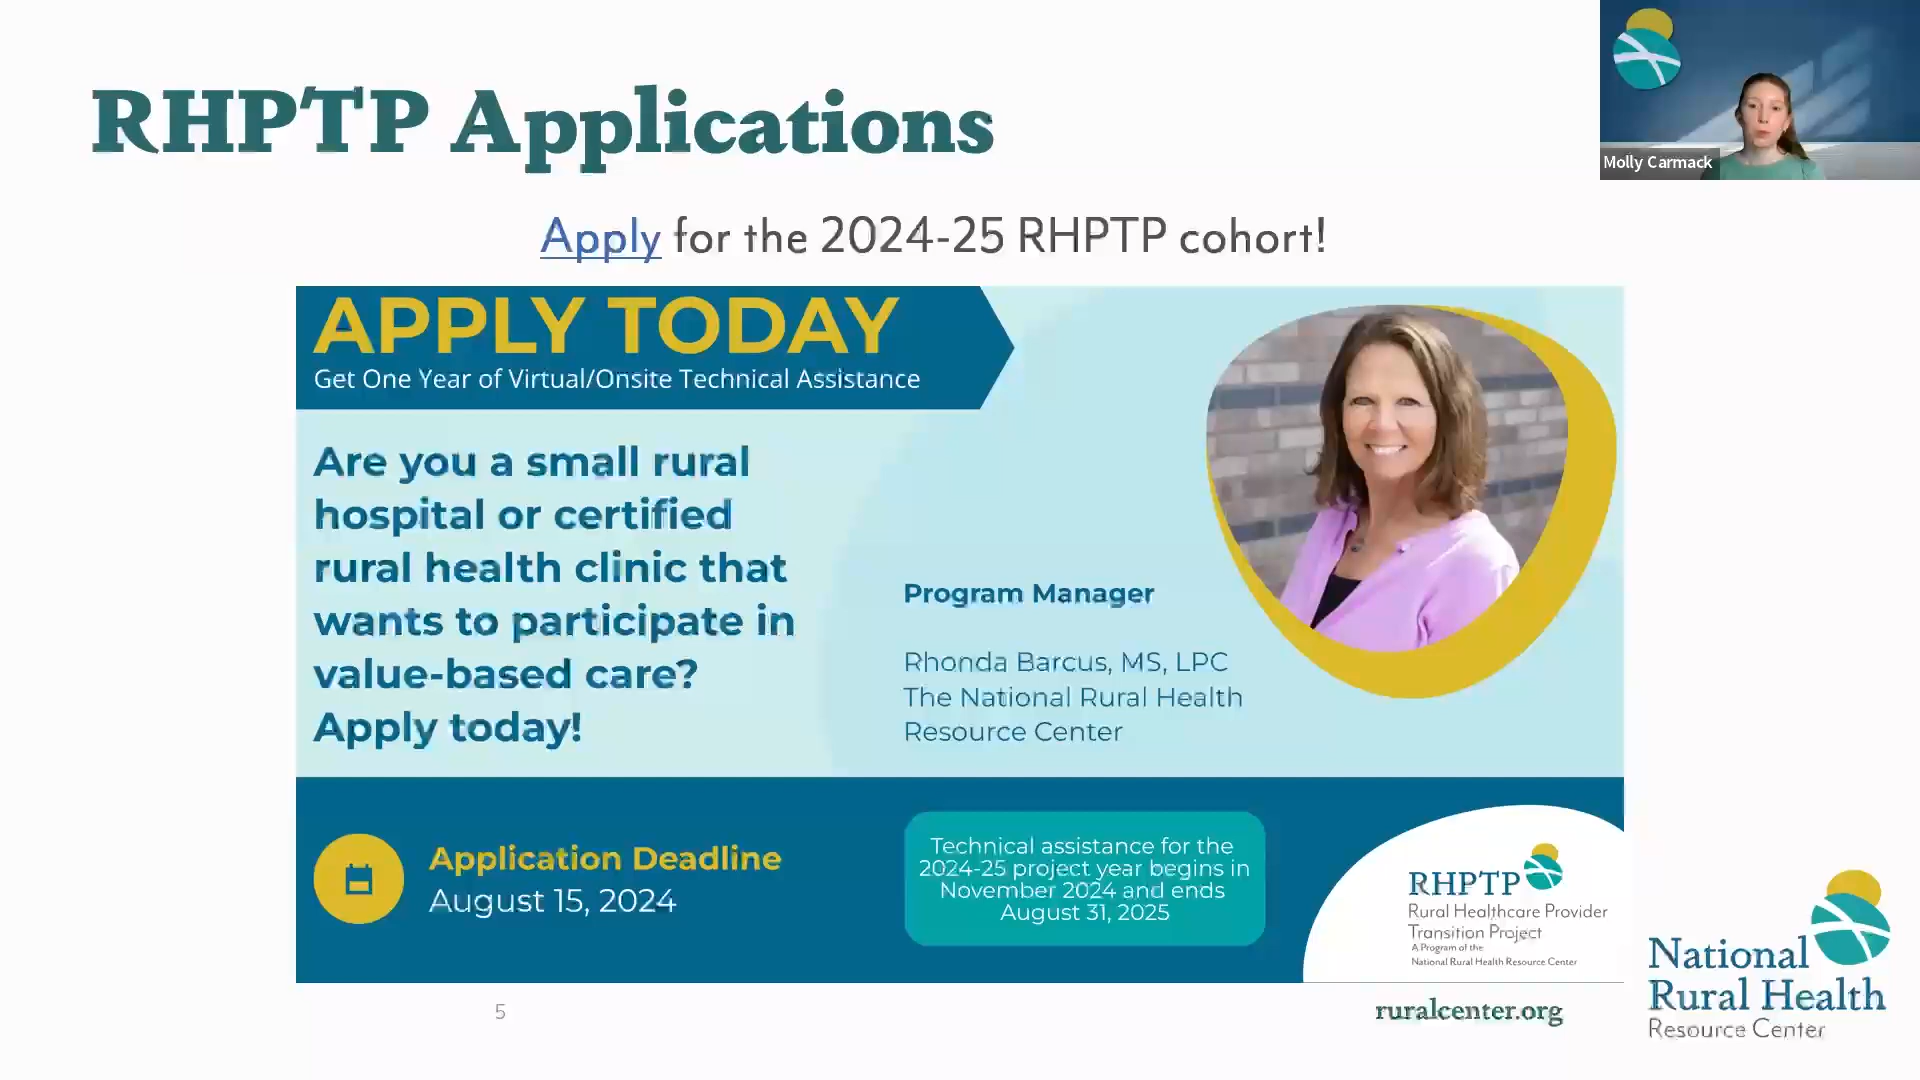 RHPTP Applications
Molly Carmack
Apply for the 2024-25 RHPTP cohort!
APPLY TODAY
Get One Year of Virtual/Onsite Technical Assistance
Are you a small rural
hospital or certified
rural health clinic that
wants to participate in
value-based care?
Apply today!
Program Manager
Rhonda Barcus, MS, LPC
The National Rural Health
Resource Center
Application Deadline
August 15, 2024
Technical assistance for the
2024-25 project year begins in
November 2024 and ends
August 31, 2025
RHPTP
Rural Healthcare Provider
Transition Project
A Program of the
National Rural Health Resource Center
5
ruralcenter.org
National
Rural Health
Resource Center